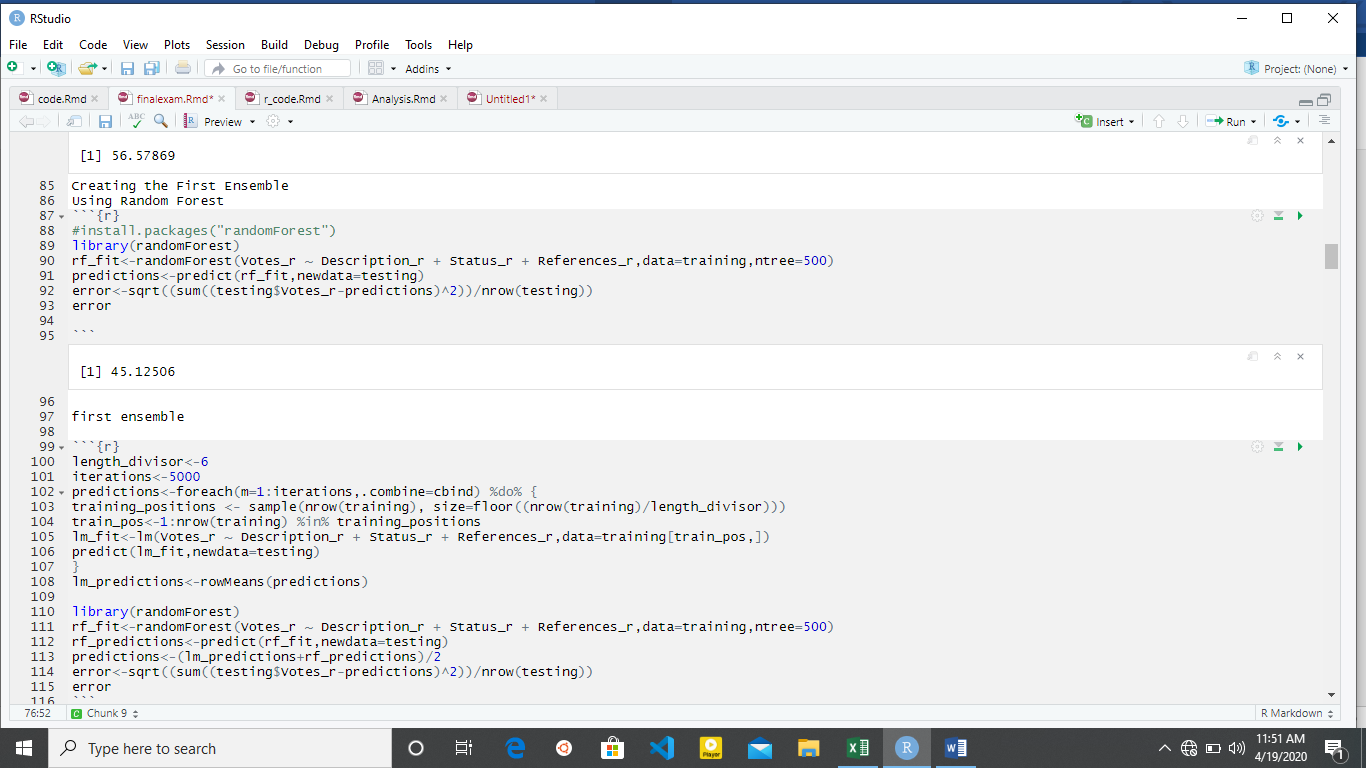 RStudio
File Edit Code View Plots Session Build Debug Profile Tools Help
Go to file/function Addins Project: (None)
code.Rmd finalexam.Rmd* r_code.Rmd Analysis.Rmd Untitled1*
ABC Preview Insert Run
[1] 56.57869
85 Creating the First Ensemble
86 Using Random Forest
87 ```{r}
88 #install.packages("randomForest")
89 library(randomForest)
90 rf_fit<-randomForest(Votes_r ~ Description_r + Status_r + References_r,data=training,ntree=500)
91 predictions<-predict(rf_fit,newdata=testing)
92 error<-sqrt((sum((testing$Votes_r-predictions)^2))/nrow(testing))
93 error
94
95 ```
[1] 45.12506
96
97 first ensemble
98
99 ```{r}
100 length_divisor<-6
101 iterations<-5000
102 predictions<-foreach(m=1:iterations,.combine=cbind) %do% {
103 training_positions <- sample(nrow(training), size=floor((nrow(training)/length_divisor)))
104 train_pos<-1:nrow(training) %in% training_positions
105 lm_fit<-lm(Votes_r ~ Description_r + Status_r + References_r,data=training[train_pos,])
106 predict(lm_fit,newdata=testing)
107 }
108 lm_predictions<-rowMeans(predictions)
109
110 library(randomForest)
111 rf_fit<-randomForest(Votes_r ~ Description_r + Status_r + References_r,data=training,ntree=500)
112 rf_predictions<-predict(rf_fit,newdata=testing)
113 predictions<-(lm_predictions+rf_predictions)/2
114 error<-sqrt((sum((testing$Votes_r-predictions)^2))/nrow(testing))
115 error
116 ```
76:52 C Chunk 9 R Markdown
Type here to search
Player
11:51 AM
4/19/2020
1